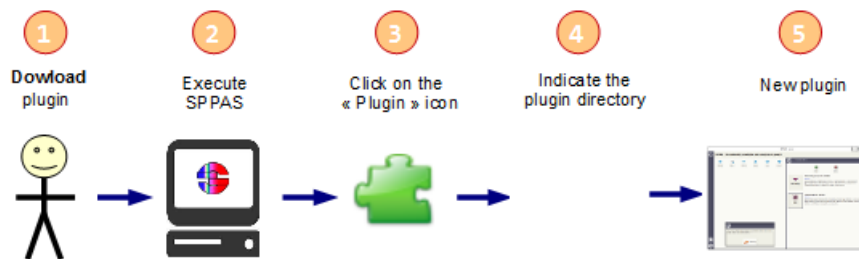 1
2
3
4
5
Dowload
plugin
Execute
SPPAS
Click on the
« Plugin » icon
Indicate the
plugin directory
New plugin